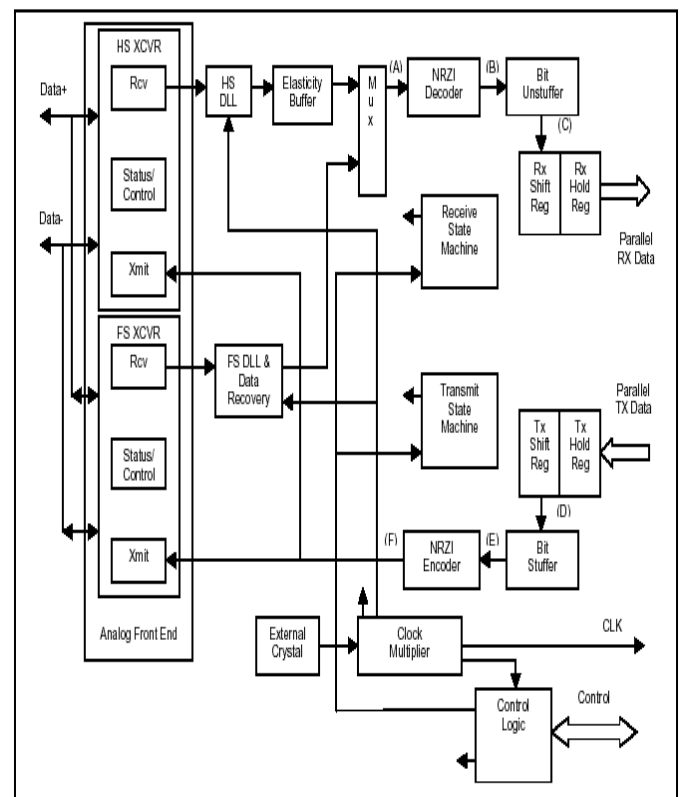 HS XCVR
Rcv
HS
DLL
Elasticity
Buffer
M
u
x
(A)
NRZI
Decoder
(B)
Bit
Unstuffer
(C)
Data+
Status/
Control
Rx
Shift
Reg
Rx
Hold
Reg
Receive
State
Machine
Data-
Parallel
RX Data
Xmit
FS XCVR
Rcv
FS DLL &
Data
Recovery
Transmit
State
Machine
Parallel
TX Data
Tx
Shift
Reg
Tx
Hold
Reg
Status/
Control
(D)
Xmit
(F)
NRZI
Encoder
(E)
Bit
Stuffer
Analog Front End
External
Crystal
Clock
Multiplier
CLK
Control
Logic
Control